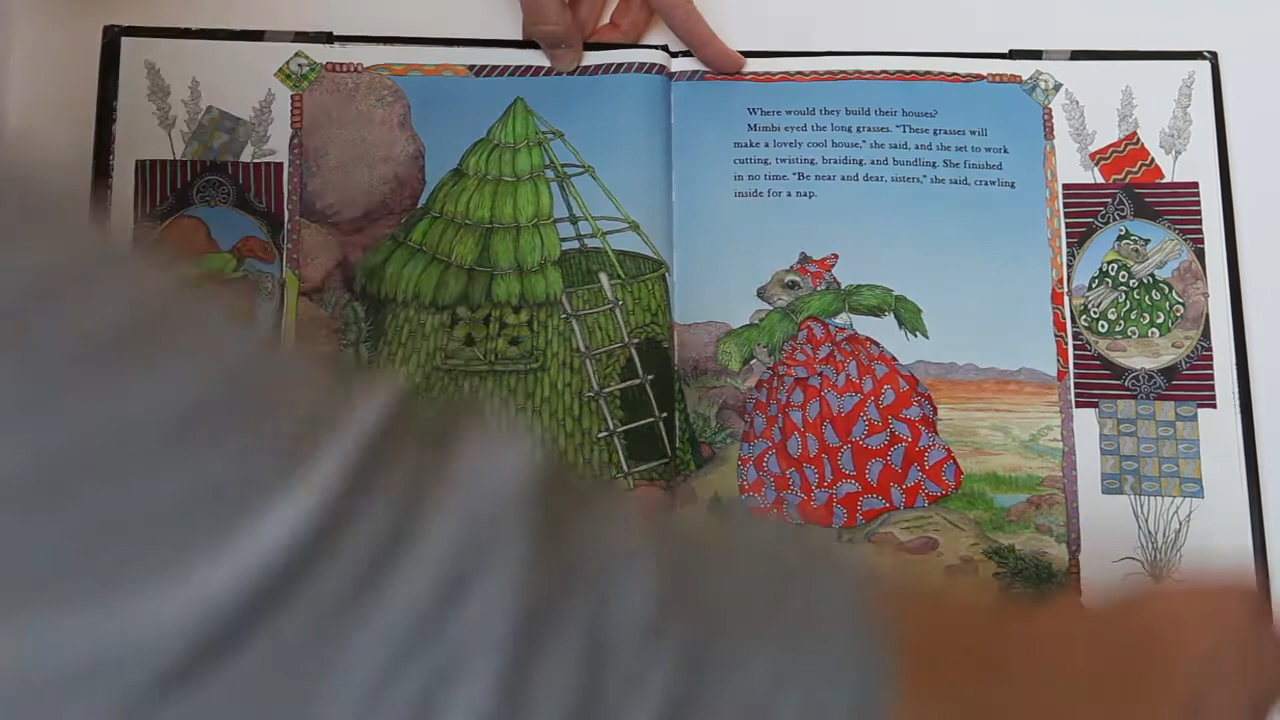 Where would they build their houses?
Mimbi eyed the long grasses. “These grasses will
make a lovely cool house,” she said, and she set to work
cutting, twisting, braiding, and bundling. She finished
in no time. “Be near and dear, sisters,” she said, crawling
inside for a nap.